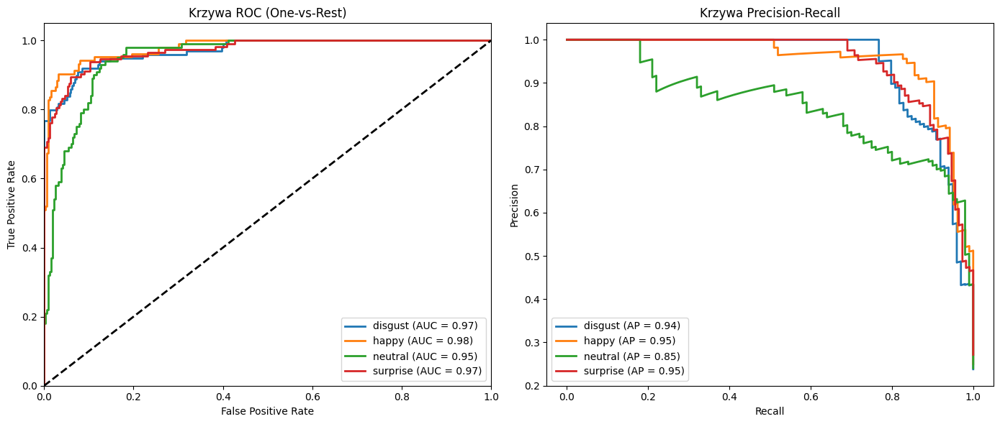 Krzywa ROC (One-vs-Rest)
True Positive Rate
1.0
0.8
0.6
0.4
0.2
0.0
0.0 0.2 0.4 0.6 0.8 1.0
False Positive Rate
disgust (AUC = 0.97)
happy (AUC = 0.98)
neutral (AUC = 0.95)
surprise (AUC = 0.97)
Krzywa Precision-Recall
Precision
1.0
0.9
0.8
0.7
0.6
0.5
0.4
0.3
0.2
0.0 0.2 0.4 0.6 0.8 1.0
Recall
disgust (AP = 0.94)
happy (AP = 0.95)
neutral (AP = 0.85)
surprise (AP = 0.95)